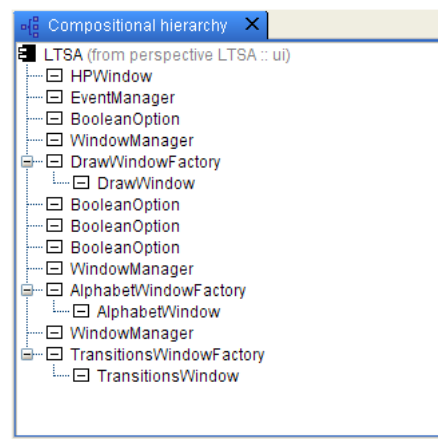 Compositional hierarchy
LTSA (from perspective LTSA :: ui)
HPWindow
EventManager
BooleanOption
WindowManager
DrawWindowFactory
DrawWindow
BooleanOption
BooleanOption
BooleanOption
WindowManager
AlphabetWindowFactory
AlphabetWindow
WindowManager
TransitionsWindowFactory
TransitionsWindow